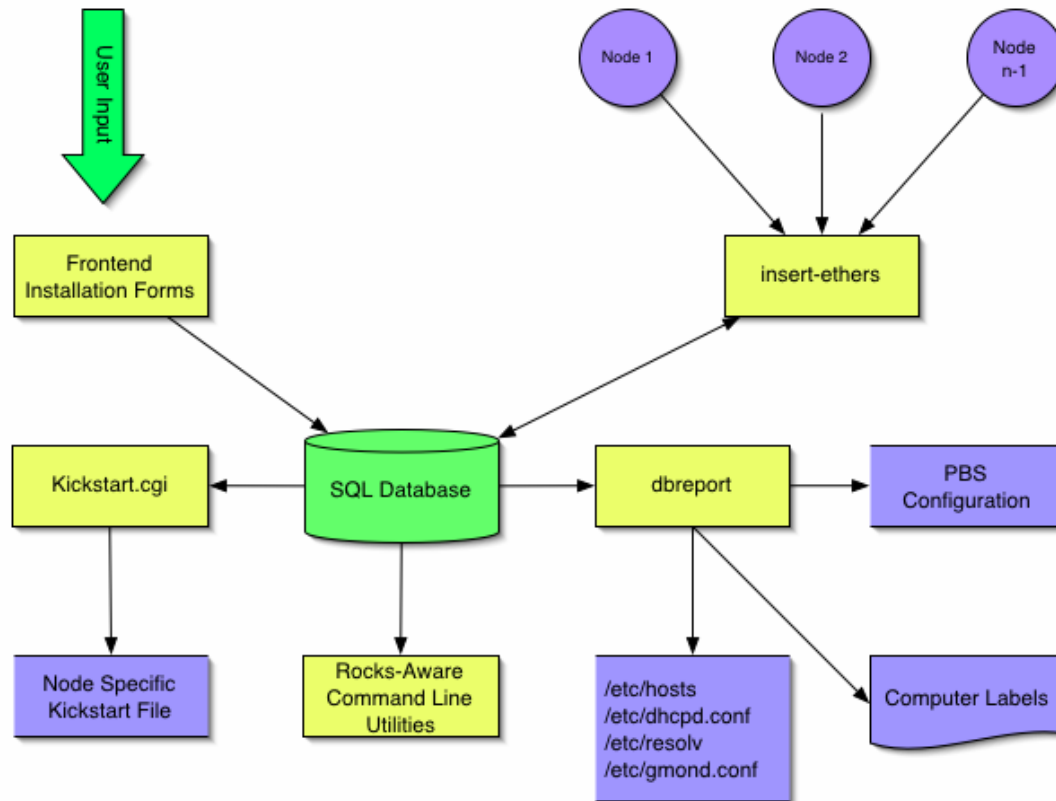 User Input
Node 1
Node 2
Node
n-1
Frontend
Installation Forms
insert-ethers
Kickstart.cgi
SQL Database
dbreport
PBS
Configuration
Node Specific
Kickstart File
Rocks-Aware
Command Line
Utilities
/etc/hosts
/etc/dhcpd.conf
/etc/resolv
/etc/gmond.conf
Computer Labels